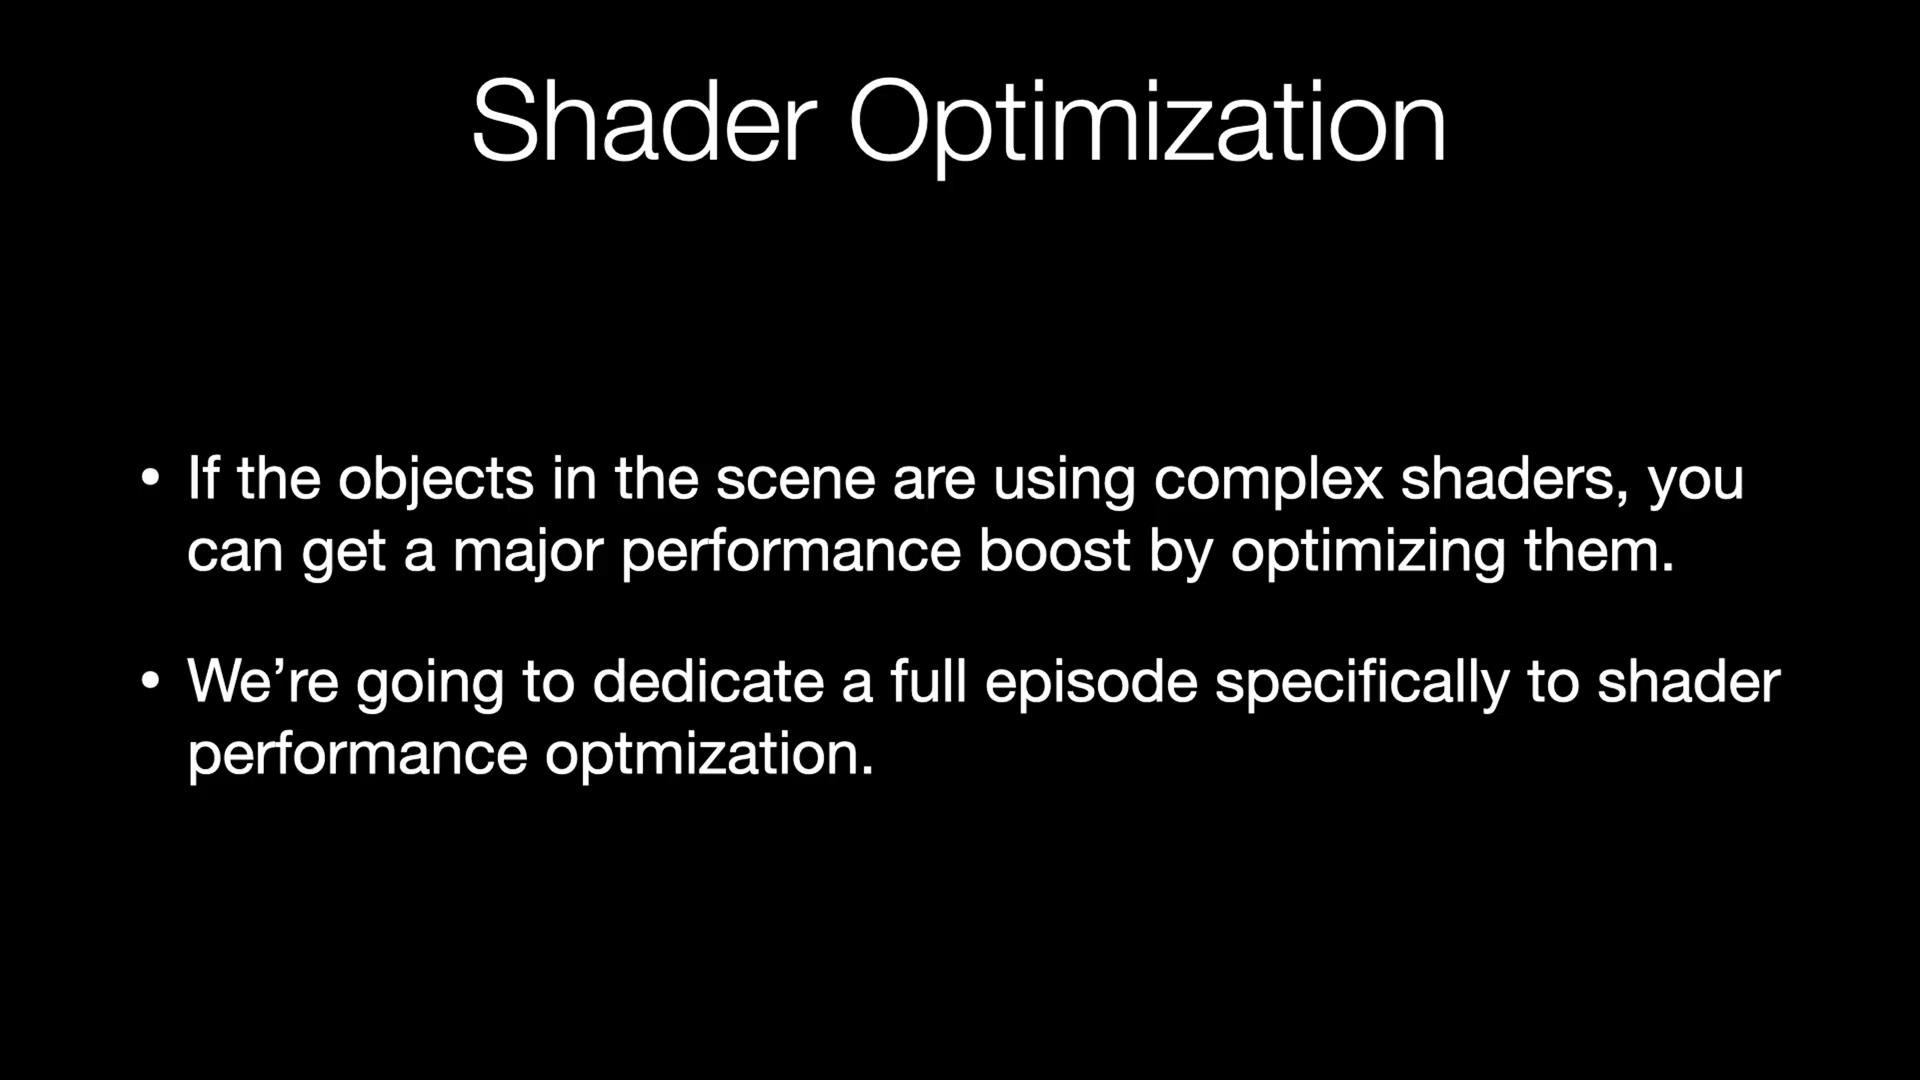 Shader Optimization
• If the objects in the scene are using complex shaders, you
can get a major performance boost by optimizing them.
• We’re going to dedicate a full episode specifically to shader
performance optmization.